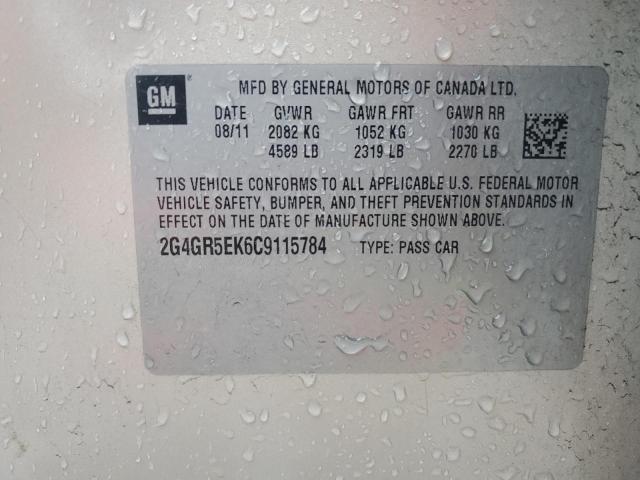 GM
MFD BY GENERAL MOTORS OF CANADA LTD.
DATE GVWR GAWR FRT GAWR RR
08/11 2082 KG 1052 KG 1030 KG
4589 LB 2319 LB 2270 LB
THIS VEHICLE CONFORMS TO ALL APPLICABLE U.S. FEDERAL MOTOR
VEHICLE SAFETY, BUMPER, AND THEFT PREVENTION STANDARDS IN
EFFECT ON THE DATE OF MANUFACTURE SHOWN ABOVE.
2G4GR5EK6C9115784 TYPE: PASS CAR